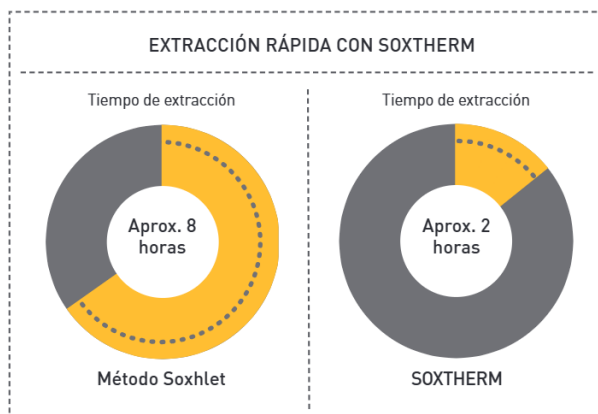 EXTRACCIÓN RÁPIDA CON SOXTHERM
Tiempo de extracción
Aprox. 8
horas
Método Soxhlet
Tiempo de extracción
Aprox. 2
horas
SOXTHERM